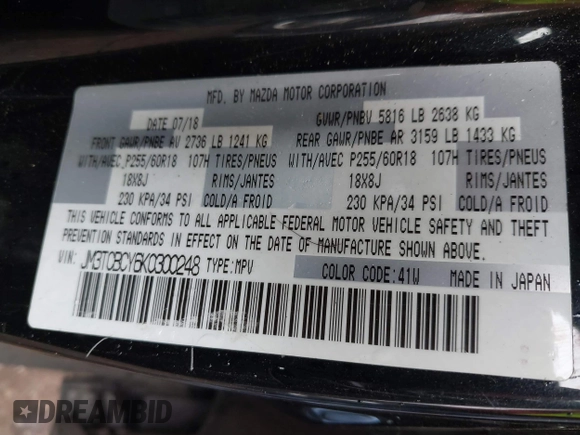 MFD. BY MAZDA MOTOR CORPORATION
DATE 07/18 GVWR/PNBV 5816 LB 2638 KG
FRONT GAWR/PNBE AV 2736 LB 1241 KG REAR GAWR/PNBE AR 3159 LB 1433 KG
WITH/AVEC P255/60R18 107H TIRES/PNEUS WITH/AVEC P255/60R18 107H TIRES/PNEUS
18X8J RIMS/JANTES 18X8J RIMS/JANTES
230 KPA/34 PSI COLD/A FROID 230 KPA/34 PSI COLD/A FROID
THIS VEHICLE CONFORMS TO ALL APPLICABLE FEDERAL MOTOR VEHICLE SAFETY AND THEFT
PREVENTION STANDARDS IN EFFECT ON THE DATE OF MANUFACTURE SHOWN ABOVE.
VIN: JM3TCBCY6K0300248 TYPE:MPV COLOR CODE:41W MADE IN JAPAN
DREAMBID